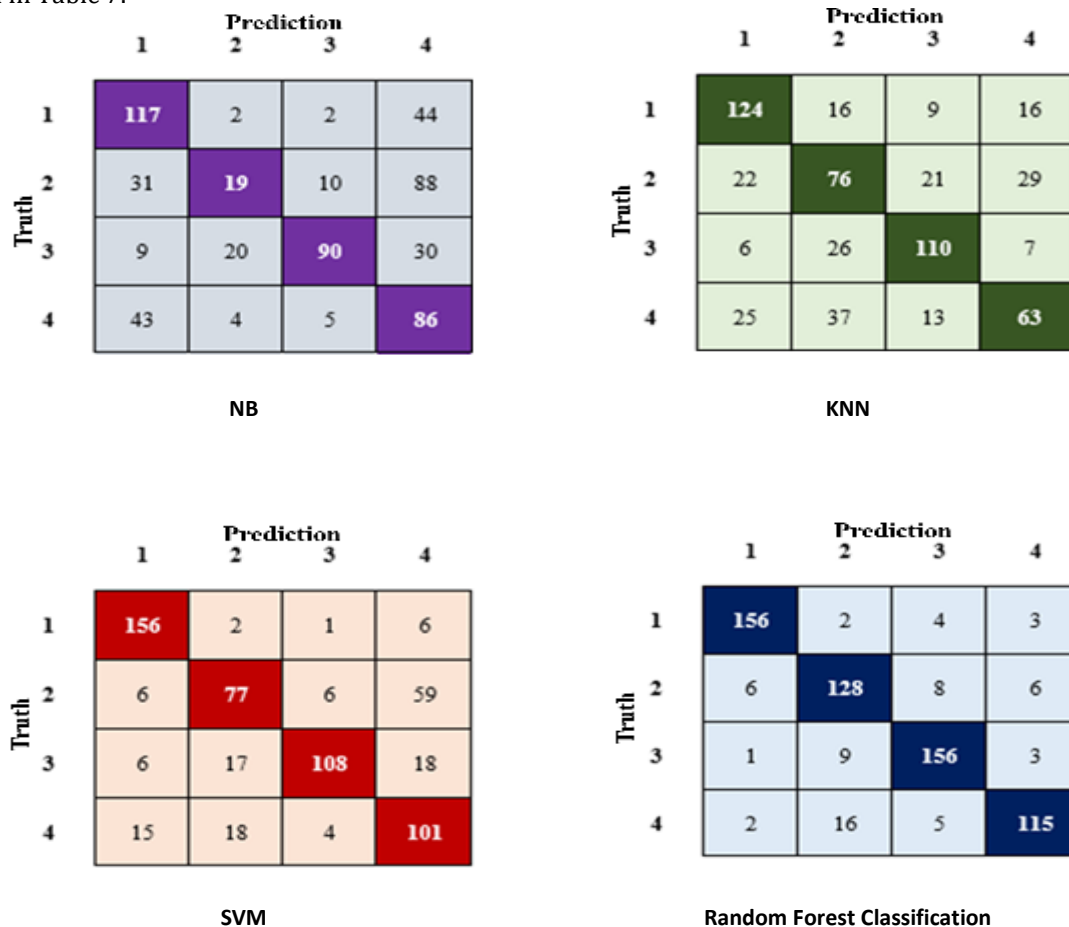 in Table 7.
Prediction
1 2 3 4
Truth
1 117 2 2 44
2 31 19 10 88
3 9 20 90 30
4 43 4 5 86
NB
Prediction
1 2 3 4
Truth
1 124 16 9 16
2 22 76 21 29
3 6 26 110 7
4 25 37 13 63
KNN
Prediction
1 2 3 4
Truth
1 156 2 1 6
2 6 77 6 59
3 6 17 108 18
4 15 18 4 101
SVM
Prediction
1 2 3 4
Truth
1 156 2 4 3
2 6 128 8 6
3 1 9 156 3
4 2 16 5 115
Random Forest Classification